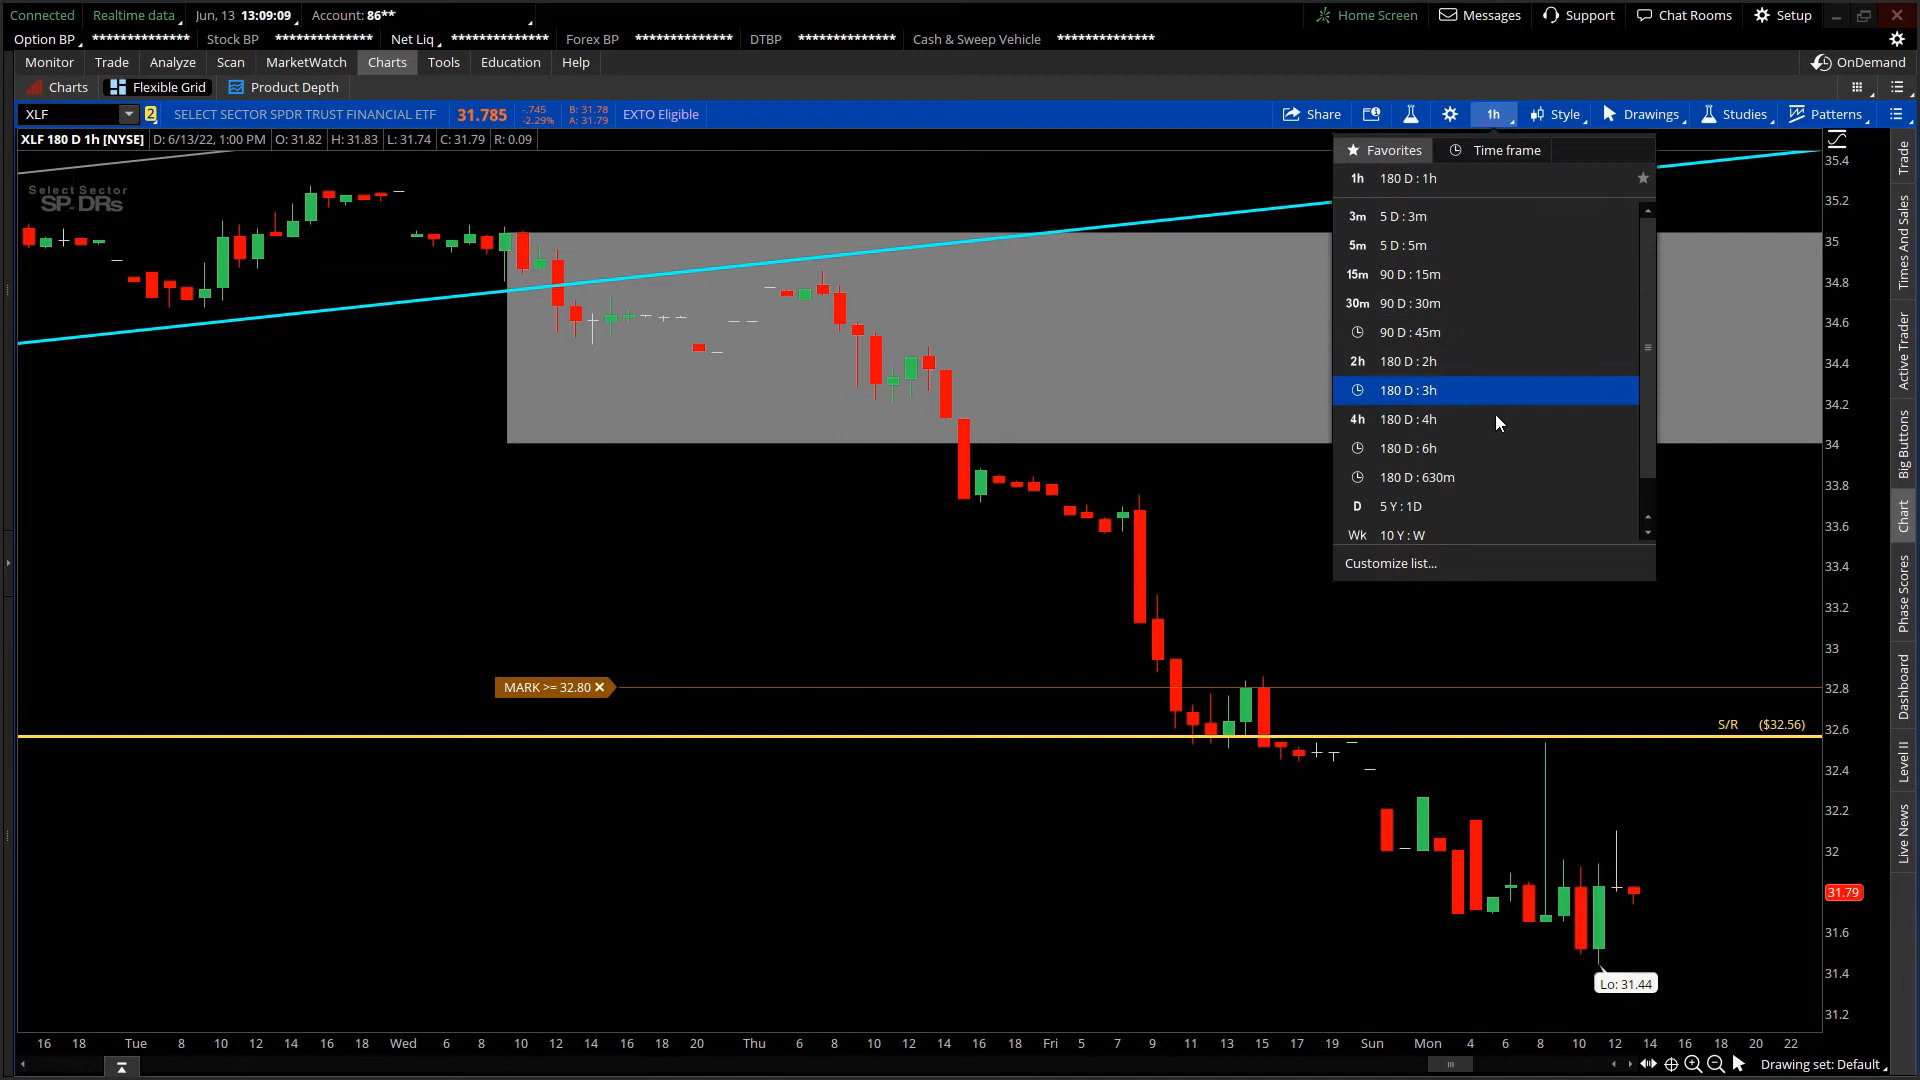 Connected Realtime data Jun, 13 13:09:09 Account: 86** Home Screen Messages Support Chat Rooms Setup
Option BP ************** Stock BP ************** Net Liq ************** Forex BP ************** DTBP ************** Cash & Sweep Vehicle **************
Monitor Trade Analyze Scan MarketWatch Charts Tools Education Help OnDemand
Charts Flexible Grid Product Depth
XLF 2 SELECT SECTOR SPDR TRUST FINANCIAL ETF 31.785 -.745 -2.29% B: 31.78 A: 31.79 EXTO Eligible Share 1h Style Drawings Studies Patterns
XLF 180 D 1h [NYSE] D: 6/13/22, 1:00 PM O: 31.82 H: 31.83 L: 31.74 C: 31.79 R: 0.09
Select Sector
SPDRs
Favorites Time frame
1h 180 D : 1h
3m 5 D : 3m
5m 5 D : 5m
15m 90 D : 15m
30m 90 D : 30m
90 D : 45m
2h 180 D : 2h
180 D : 3h
4h 180 D : 4h
180 D : 6h
180 D : 630m
D 5 Y : 1D
Wk 10 Y : W
Customize list...
MARK >= 32.80
S/R ($32.56)
Lo: 31.44
35.4
35.2
35
34.8
34.6
34.4
34.2
34
33.8
33.6
33.4
33.2
33
32.8
32.6
32.4
32.2
32
31.79
31.6
31.4
31.2
Trade
Times And Sales
Active Trader
Big Buttons
Chart
Phase Scores
Dashboard
Level II
Live News
16 18 Tue 8 10 12 14 16 18 Wed 6 8 10 12 14 16 18 20 Thu 6 8 10 12 14 16 18 Fri 5 7 9 11 13 15 17 19 Sun Mon 4 6 8 10 12 14 16 18 20 22
Drawing set: Default